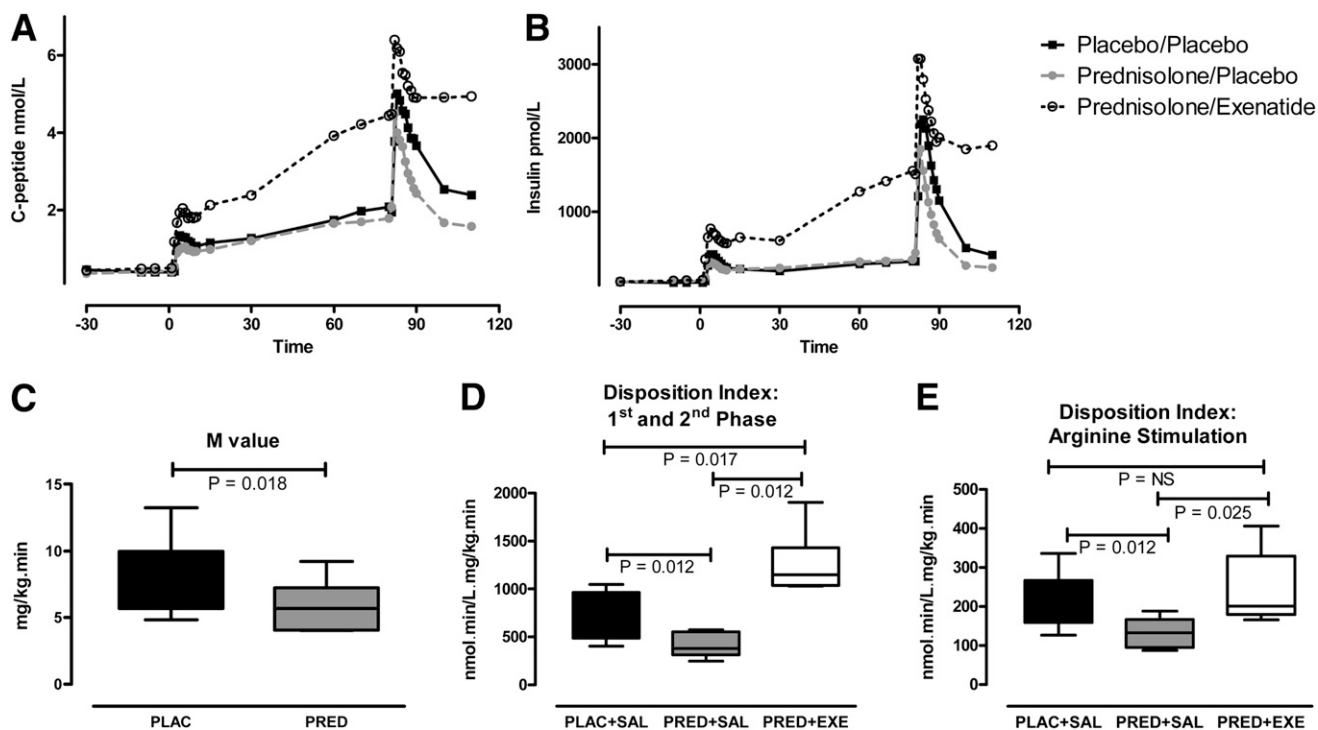 A
C-peptide nmol/L
6
4
2
-30 0 30 60 90 120
Time
B
Insulin pmol/L
3000
2000
1000
-30 0 30 60 90 120
Time
Placebo/Placebo
Prednisolone/Placebo
Prednisolone/Exenatide
C
M value
P = 0.018
mg/kg.min
15
10
5
0
PLAC PRED
D
Disposition Index:
1st and 2nd Phase
P = 0.017
P = 0.012
P = 0.012
nmol.min/L.mg/kg.min
2000
1500
1000
500
0
PLAC+SAL PRED+SAL PRED+EXE
E
Disposition Index:
Arginine Stimulation
P = NS
P = 0.025
P = 0.012
nmol.min/L.mg/kg.min
500
400
300
200
100
0
PLAC+SAL PRED+SAL PRED+EXE